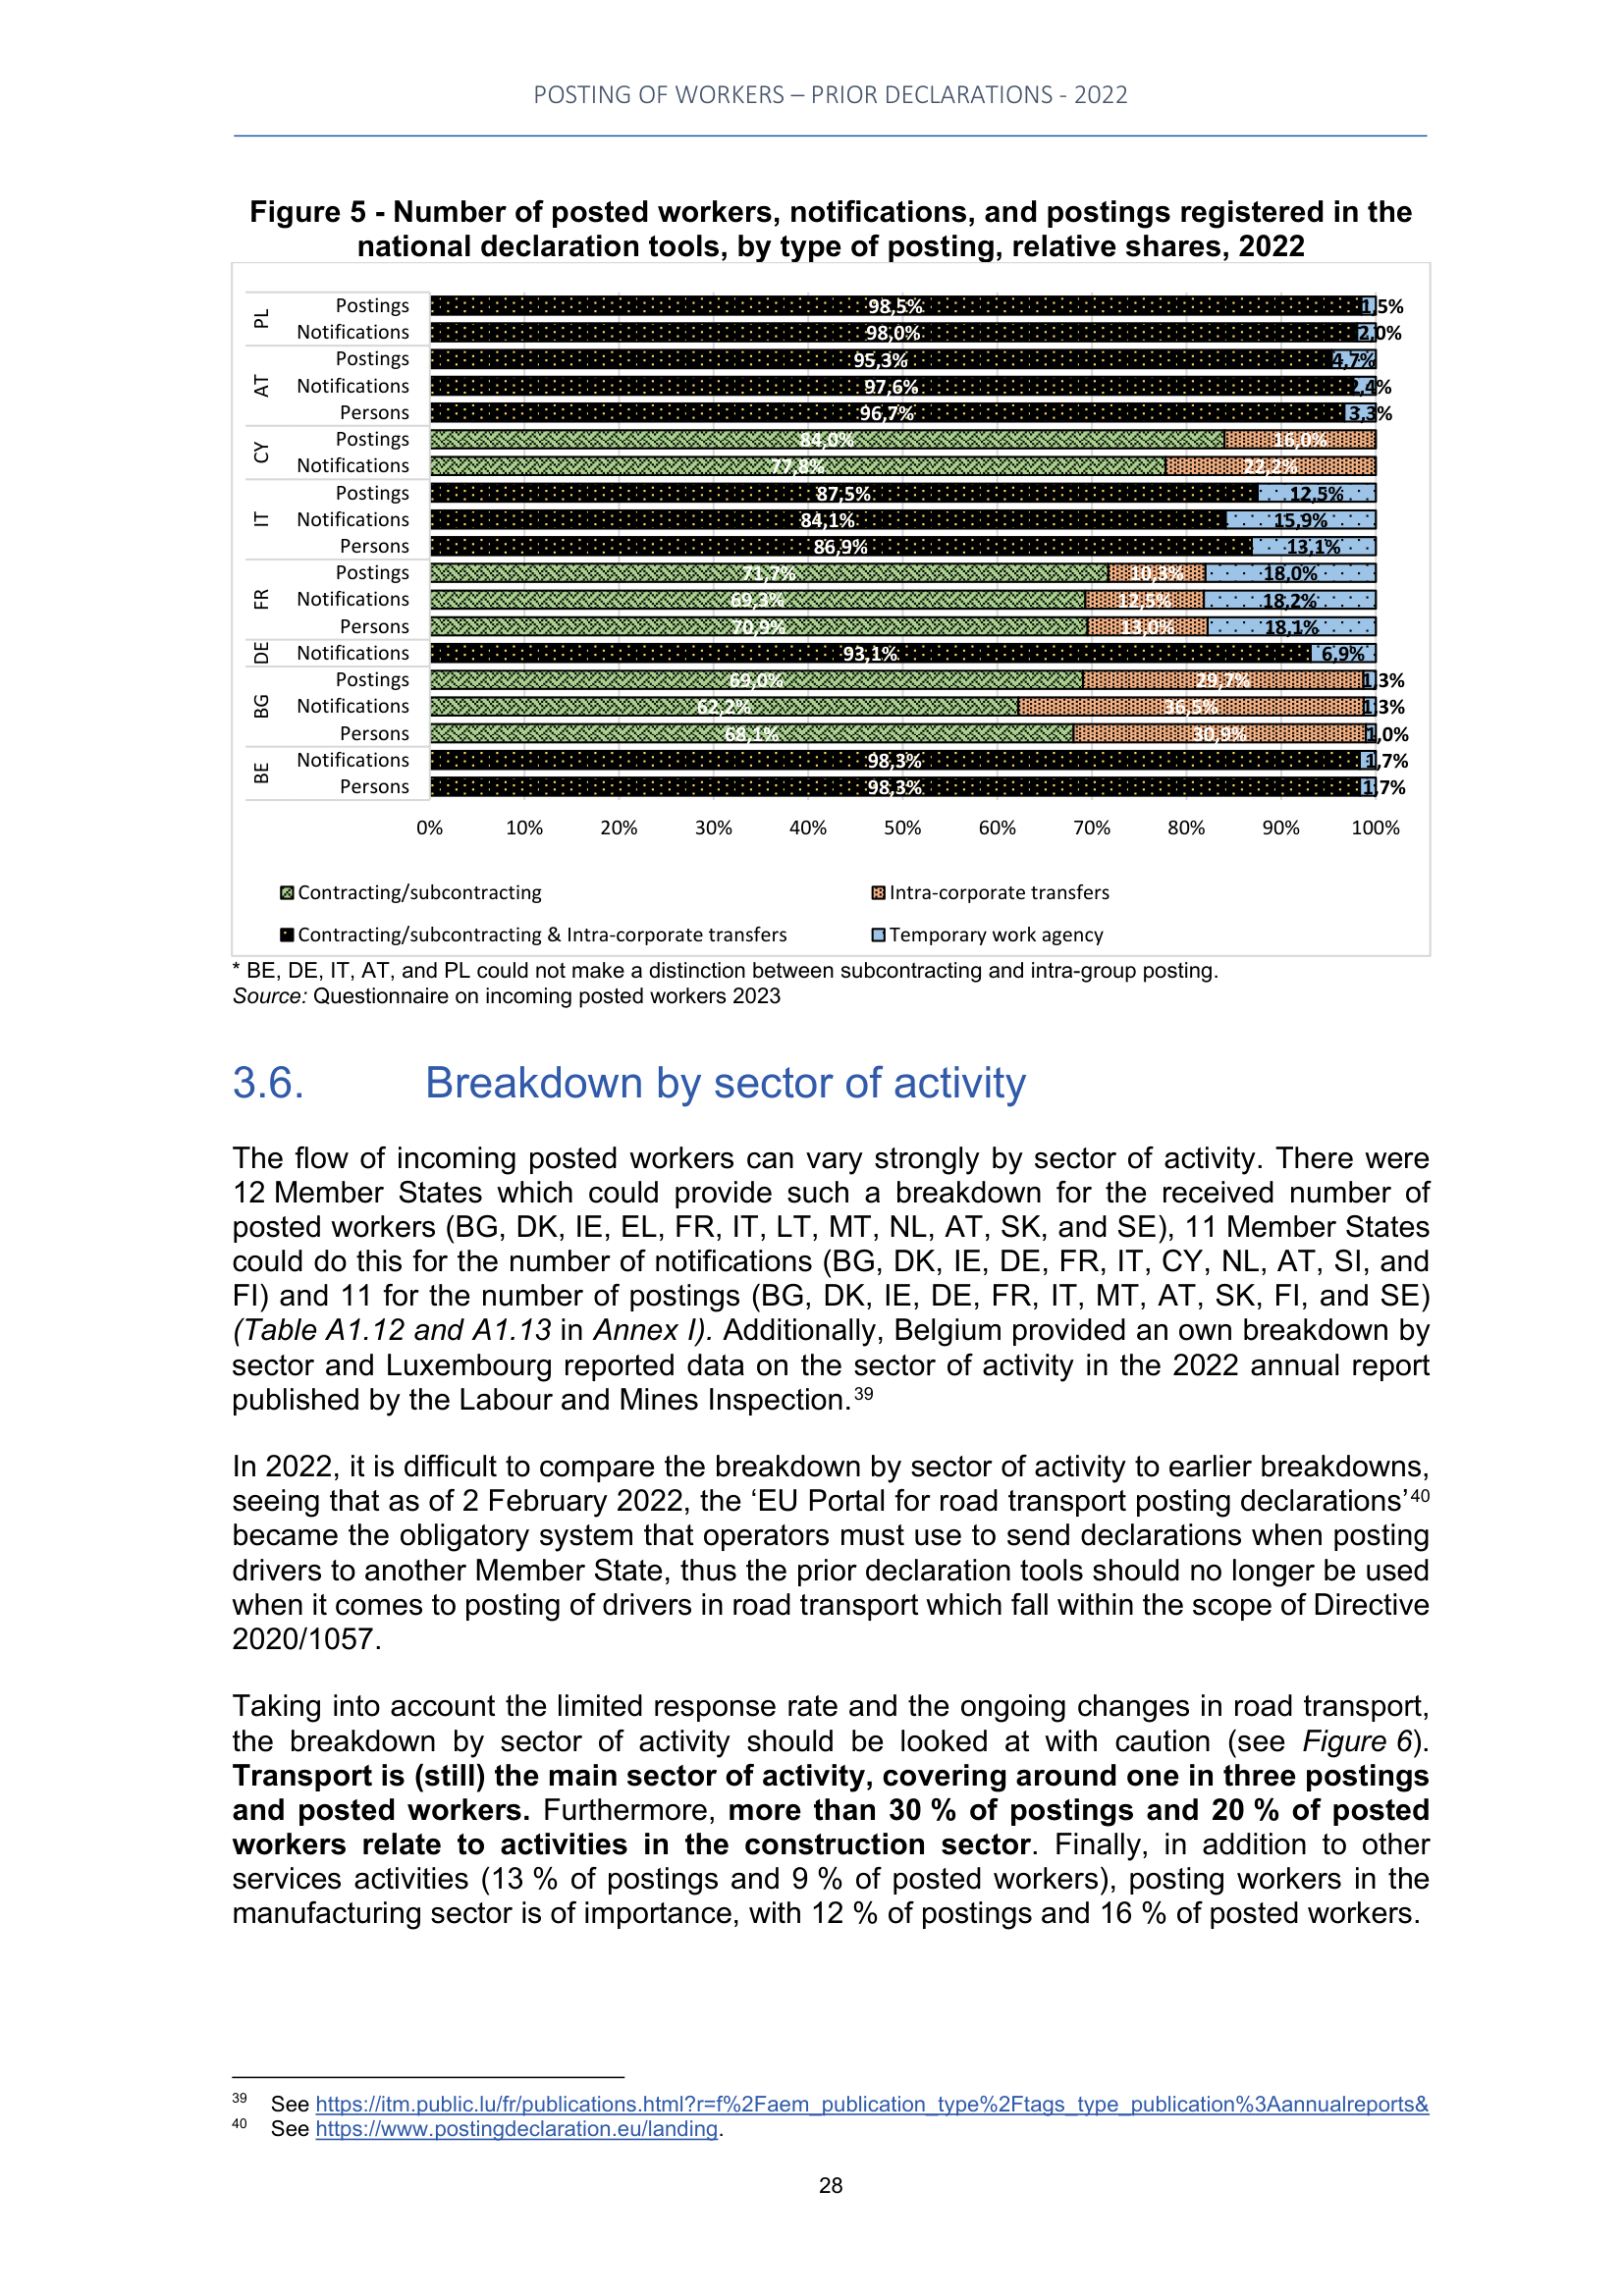 POSTING OF WORKERS – PRIOR DECLARATIONS - 2022
Figure 5 - Number of posted workers, notifications, and postings registered in the
national declaration tools, by type of posting, relative shares, 2022
PL
Postings 98,5% 1,5%
Notifications 98,0% 2,0%
AT
Postings 95,3% 4,7%
Notifications 97,6% 2,4%
Persons 96,7% 3,3%
CY
Postings 84,0% 16,0%
Notifications 77,8% 22,2%
IT
Postings 87,5% 12,5%
Notifications 84,1% 15,9%
Persons 86,9% 13,1%
FR
Postings 71,7% 10,3% 18,0%
Notifications 69,3% 12,5% 18,2%
Persons 70,9% 13,0% 18,1%
DE
Notifications 93,1% 6,9%
BG
Postings 69,0% 29,7% 1,3%
Notifications 62,2% 36,5% 1,3%
Persons 68,1% 30,9% 1,0%
BE
Notifications 98,3% 1,7%
Persons 98,3% 1,7%
0% 10% 20% 30% 40% 50% 60% 70% 80% 90% 100%
Contracting/subcontracting Intra-corporate transfers
Contracting/subcontracting & Intra-corporate transfers Temporary work agency
* BE, DE, IT, AT, and PL could not make a distinction between subcontracting and intra-group posting.
Source: Questionnaire on incoming posted workers 2023
3.6. Breakdown by sector of activity
The flow of incoming posted workers can vary strongly by sector of activity. There were
12 Member States which could provide such a breakdown for the received number of
posted workers (BG, DK, IE, EL, FR, IT, LT, MT, NL, AT, SK, and SE), 11 Member States
could do this for the number of notifications (BG, DK, IE, DE, FR, IT, CY, NL, AT, SI, and
FI) and 11 for the number of postings (BG, DK, IE, DE, FR, IT, MT, AT, SK, FI, and SE)
(Table A1.12 and A1.13 in Annex I). Additionally, Belgium provided an own breakdown by
sector and Luxembourg reported data on the sector of activity in the 2022 annual report
published by the Labour and Mines Inspection.39
In 2022, it is difficult to compare the breakdown by sector of activity to earlier breakdowns,
seeing that as of 2 February 2022, the ‘EU Portal for road transport posting declarations’40
became the obligatory system that operators must use to send declarations when posting
drivers to another Member State, thus the prior declaration tools should no longer be used
when it comes to posting of drivers in road transport which fall within the scope of Directive
2020/1057.
Taking into account the limited response rate and the ongoing changes in road transport,
the breakdown by sector of activity should be looked at with caution (see Figure 6).
Transport is (still) the main sector of activity, covering around one in three postings
and posted workers. Furthermore, more than 30 % of postings and 20 % of posted
workers relate to activities in the construction sector. Finally, in addition to other
services activities (13 % of postings and 9 % of posted workers), posting workers in the
manufacturing sector is of importance, with 12 % of postings and 16 % of posted workers.
39 See https://itm.public.lu/fr/publications.html?r=f%2Faem_publication_type%2Ftags_type_publication%3Aannualreports&
40 See https://www.postingdeclaration.eu/landing.
28